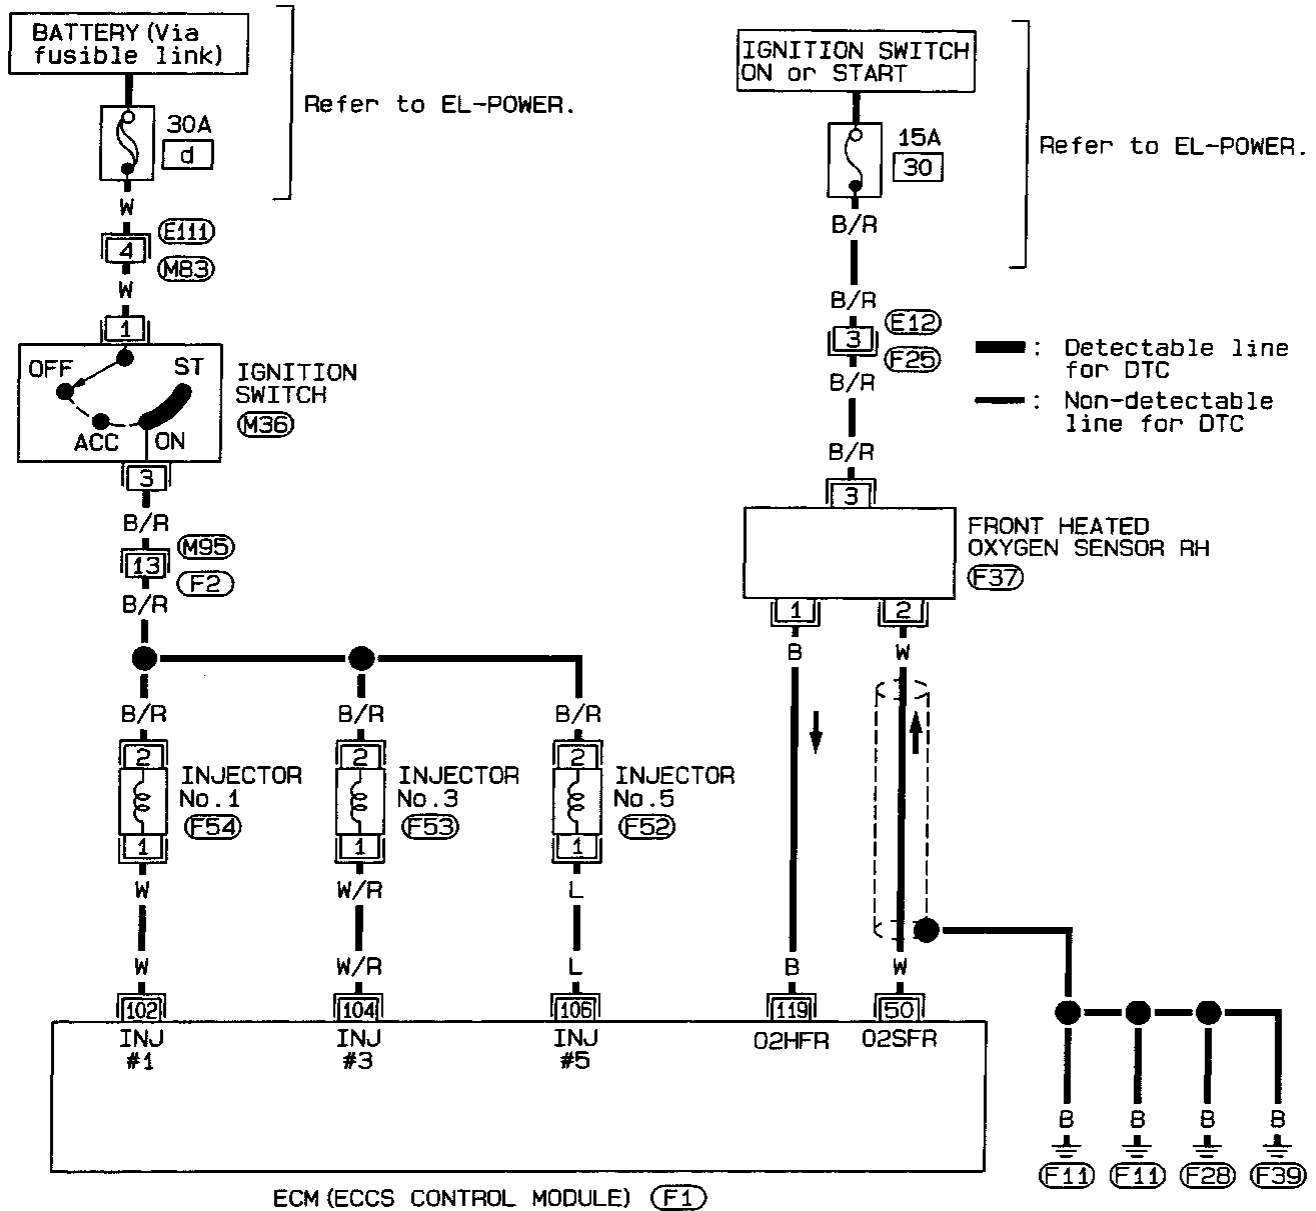 BATTERY (Via
fusible link)
30A
d
Refer to EL-POWER.
W
E111
4
M83
W
1
OFF
ST
ACC
ON
IGNITION
SWITCH
M36
3
B/R
M95
13
F2
B/R
B/R
B/R
B/R
2
2
2
INJECTOR
No.1
F54
INJECTOR
No.3
F53
INJECTOR
No.5
F52
1
1
1
W
W/R
L
W
W/R
L
IGNITION SWITCH
ON or START
15A
30
Refer to EL-POWER.
B/R
B/R
E12
3
F25
B/R
B/R
3
: Detectable line
for DTC
: Non-detectable
line for DTC
FRONT HEATED
OXYGEN SENSOR RH
F37
1
2
B
W
B
W
102
104
106
119
50
INJ
#1
INJ
#3
INJ
#5
O2HFR
O2SFR
B
B
B
B
F11
F11
F28
F39
ECM (ECCS CONTROL MODULE)
F1